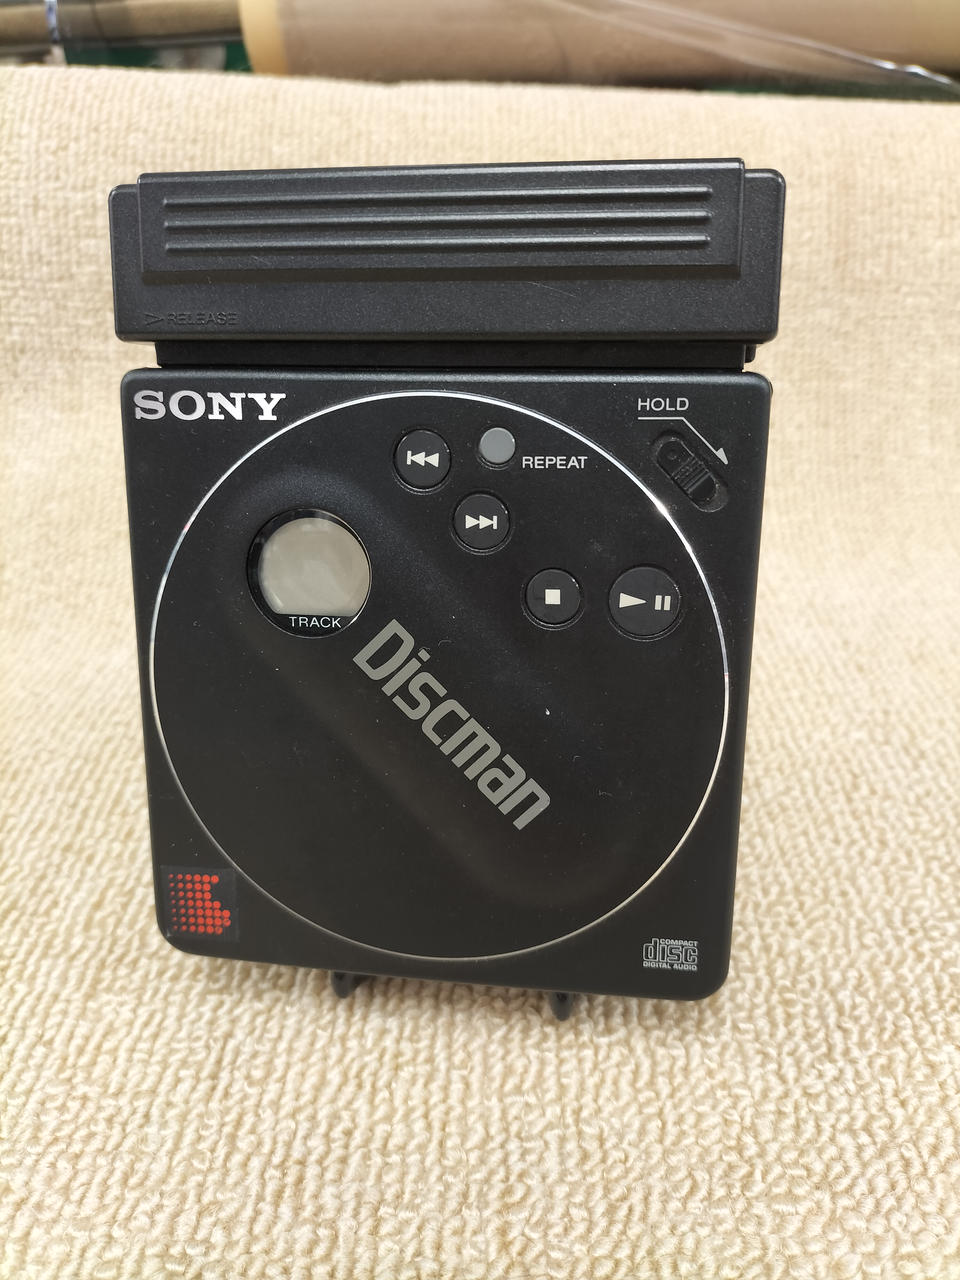 RELEASE
SONY
HOLD
REPEAT
TRACK
Discman
COMPACT
disc
DIGITAL AUDIO